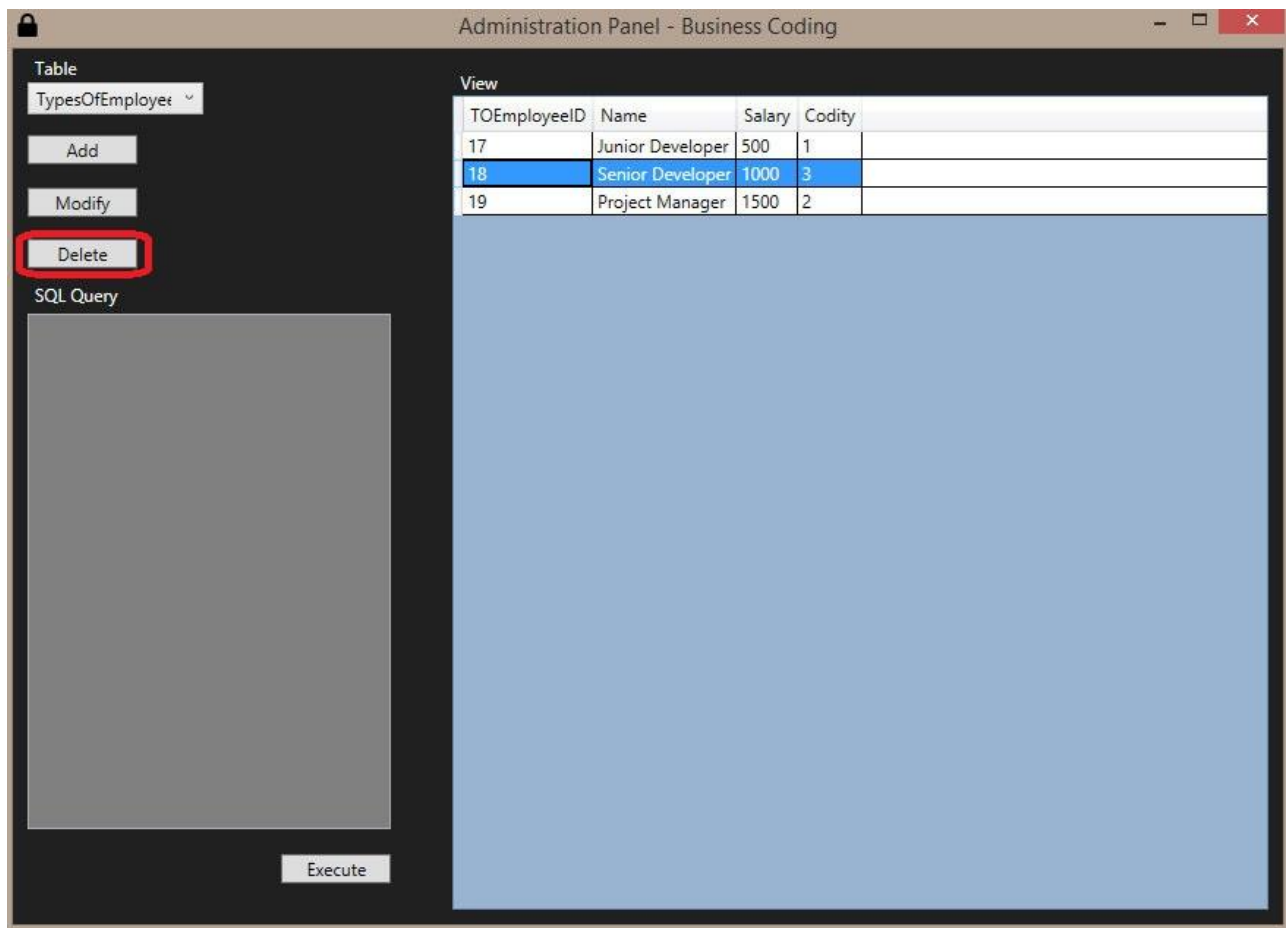 Administration Panel - Business Coding
Table
TypesOfEmployee
Add
Modify
Delete
SQL Query
Execute
View
TOEmployeeID Name Salary Codity
17 Junior Developer 500 1
18 Senior Developer 1000 3
19 Project Manager 1500 2